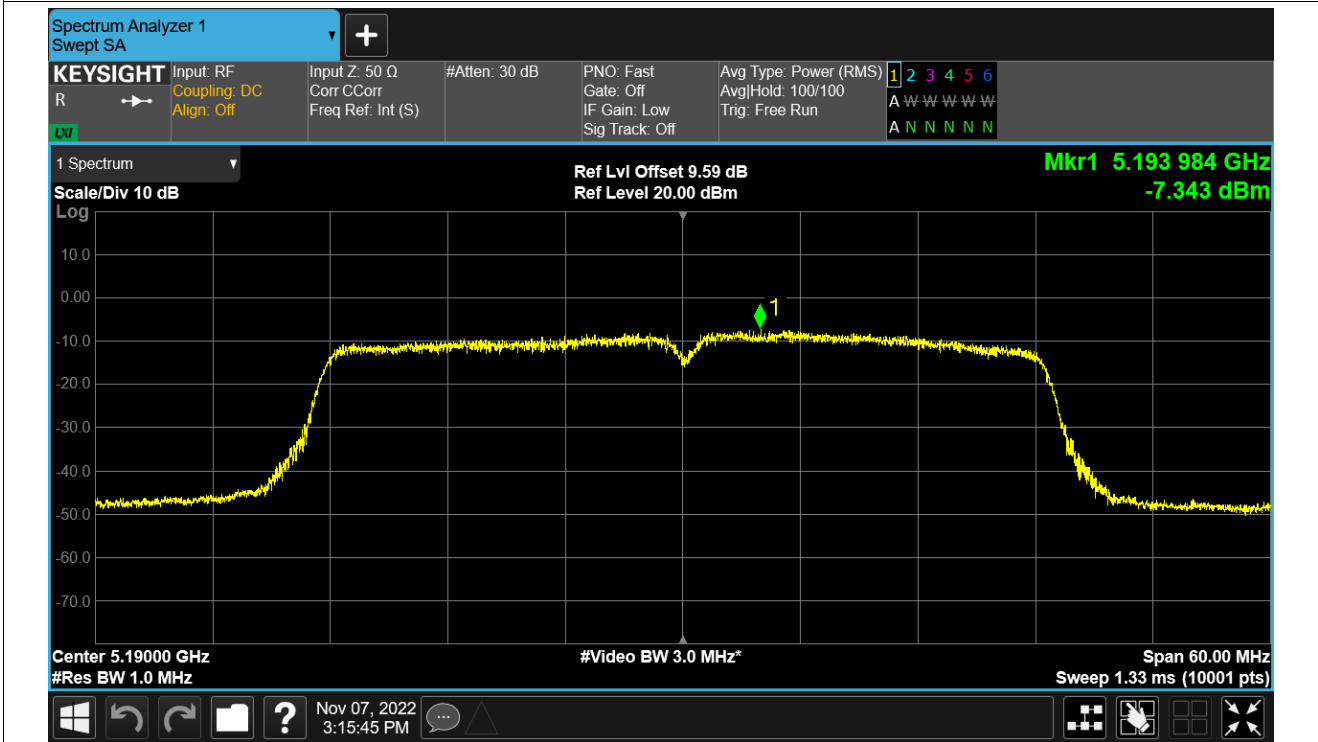 Spectrum Analyzer 1
Swept SA
KEYSIGHT
R
LXI
Input: RF
Coupling: DC
Align: Off
Input Z: 50 Ω
Corr CCorr
Freq Ref: Int (S)
#Atten: 30 dB
PNO: Fast
Gate: Off
IF Gain: Low
Sig Track: Off
Avg Type: Power (RMS)
Avg|Hold: 100/100
Trig: Free Run
1 2 3 4 5 6
A W W W W W
A N N N N N
1 Spectrum
Scale/Div 10 dB
Log
Ref Lvl Offset 9.59 dB
Ref Level 20.00 dBm
Mkr1 5.193 984 GHz
-7.343 dBm
10.0
0.00
-10.0
-20.0
-30.0
-40.0
-50.0
-60.0
-70.0
1
Center 5.19000 GHz
#Res BW 1.0 MHz
#Video BW 3.0 MHz*
Span 60.00 MHz
Sweep 1.33 ms (10001 pts)
?
Nov 07, 2022
3:15:45 PM